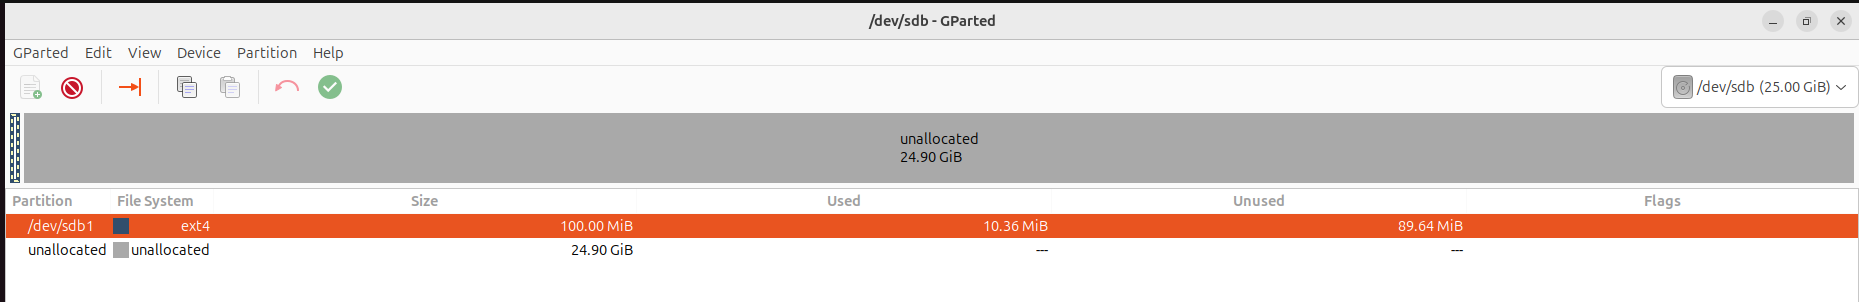 /dev/sdb - GParted
GParted Edit View Device Partition Help
/dev/sdb (25.00 GiB)
unallocated
24.90 GiB
Partition File System Size Used Unused Flags
/dev/sdb1 ext4 100.00 MiB 10.36 MiB 89.64 MiB
unallocated unallocated 24.90 GiB --- ---